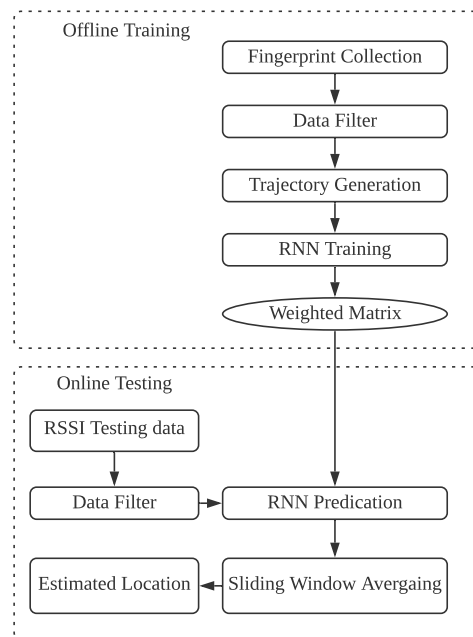 Offline Training
Fingerprint Collection
Data Filter
Trajectory Generation
RNN Training
Weighted Matrix
Online Testing
RSSI Testing data
Data Filter
RNN Predication
Estimated Location
Sliding Window Avergaing